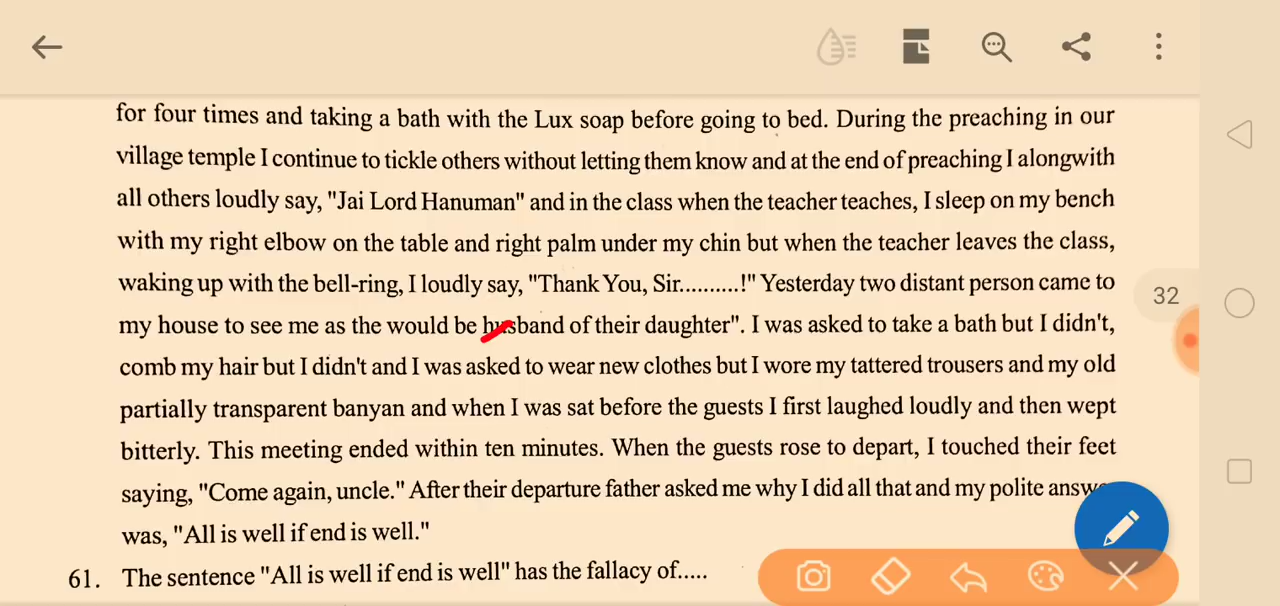 for four times and taking a bath with the Lux soap before going to bed. During the preaching in our
village temple I continue to tickle others without letting them know and at the end of preaching I alongwith
all others loudly say, "Jai Lord Hanuman" and in the class when the teacher teaches, I sleep on my bench
with my right elbow on the table and right palm under my chin but when the teacher leaves the class,
waking up with the bell-ring, I loudly say, "Thank You, Sir..........!" Yesterday two distant person came to
32
my house to see me as the would be husband of their daughter". I was asked to take a bath but I didn't,
comb my hair but I didn't and I was asked to wear new clothes but I wore my tattered trousers and my old
partially transparent banyan and when I was sat before the guests I first laughed loudly and then wept
bitterly. This meeting ended within ten minutes. When the guests rose to depart, I touched their feet
saying, "Come again, uncle." After their departure father asked me why I did all that and my polite answ
was, "All is well if end is well."
61. The sentence "All is well if end is well" has the fallacy of.....